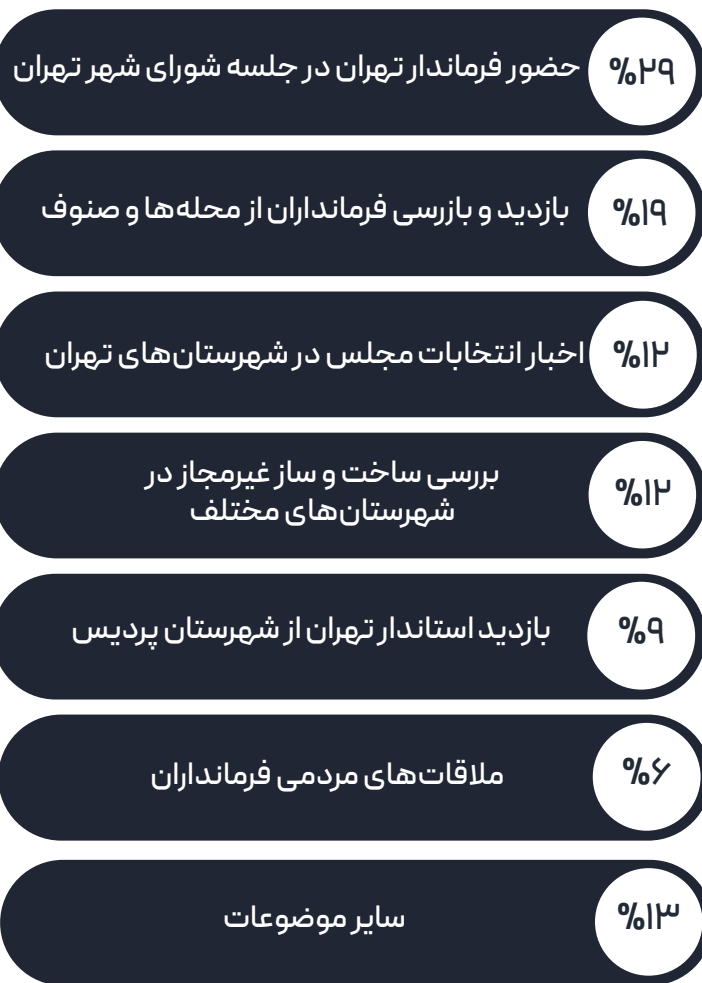 %۲۹
حضور فرماندار تهران در جلسه شورای شهر تهران
%۱۹
بازدید و بازرسی فرمانداران از محله‌ها و صنوف
%۱۲
اخبار انتخابات مجلس در شهرستان‌های تهران
%۱۲
بررسی ساخت و ساز غیرمجاز در
شهرستان‌های مختلف
%۹
بازدید استاندار تهران از شهرستان پردیس
%۶
ملاقات‌های مردمی فرمانداران
%۱۳
سایر موضوعات